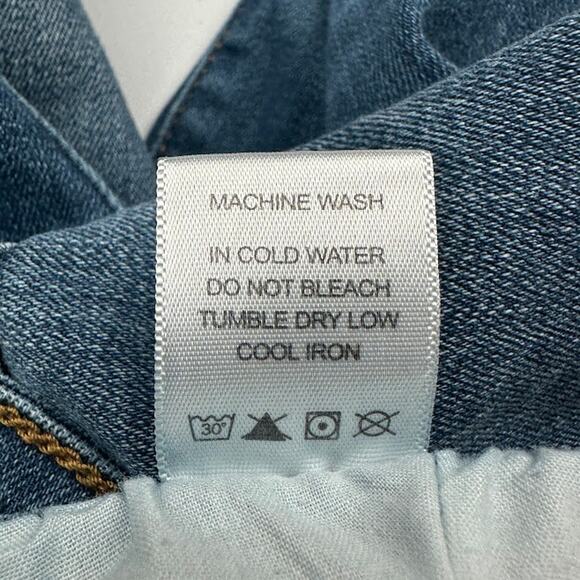 MACHINE WASH
IN COLD WATER
DO NOT BLEACH
TUMBLE DRY LOW
COOL IRON
30°